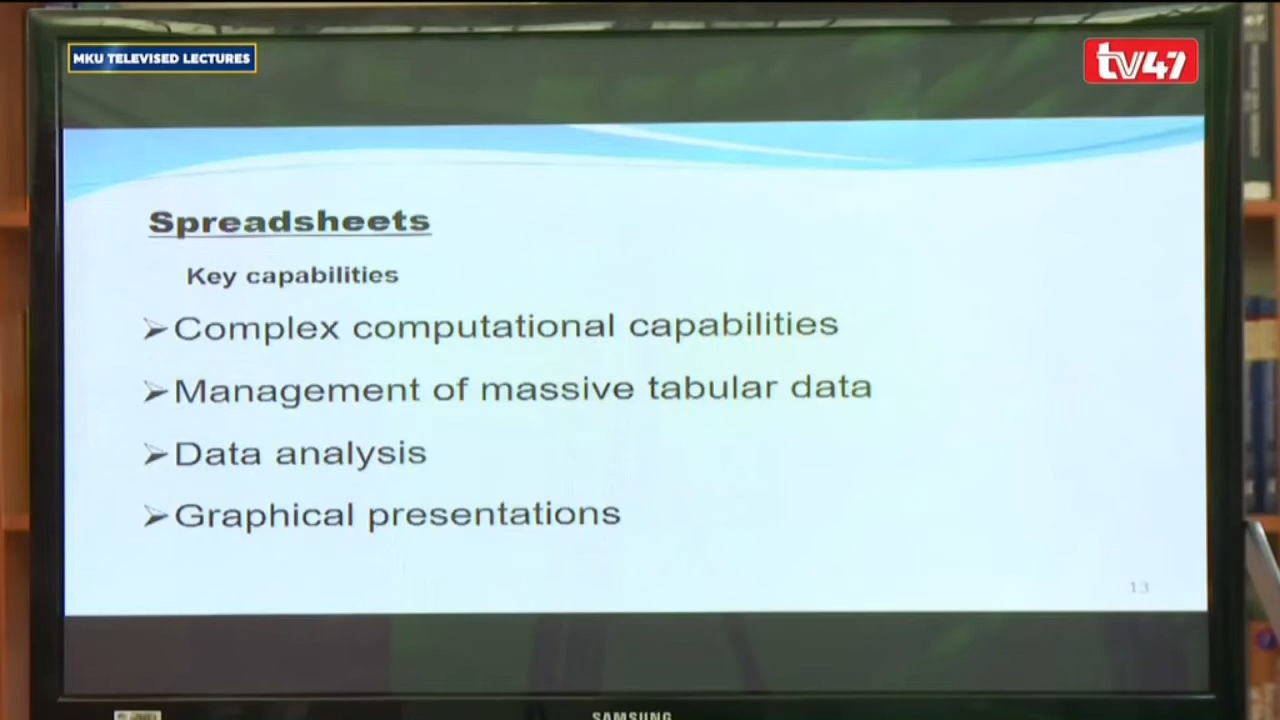 MKU TELEVISED LECTURES
tv47
Spreadsheets
Key capabilities
➢Complex computational capabilities
➢Management of massive tabular data
➢Data analysis
➢Graphical presentations
13
SAMSUNG